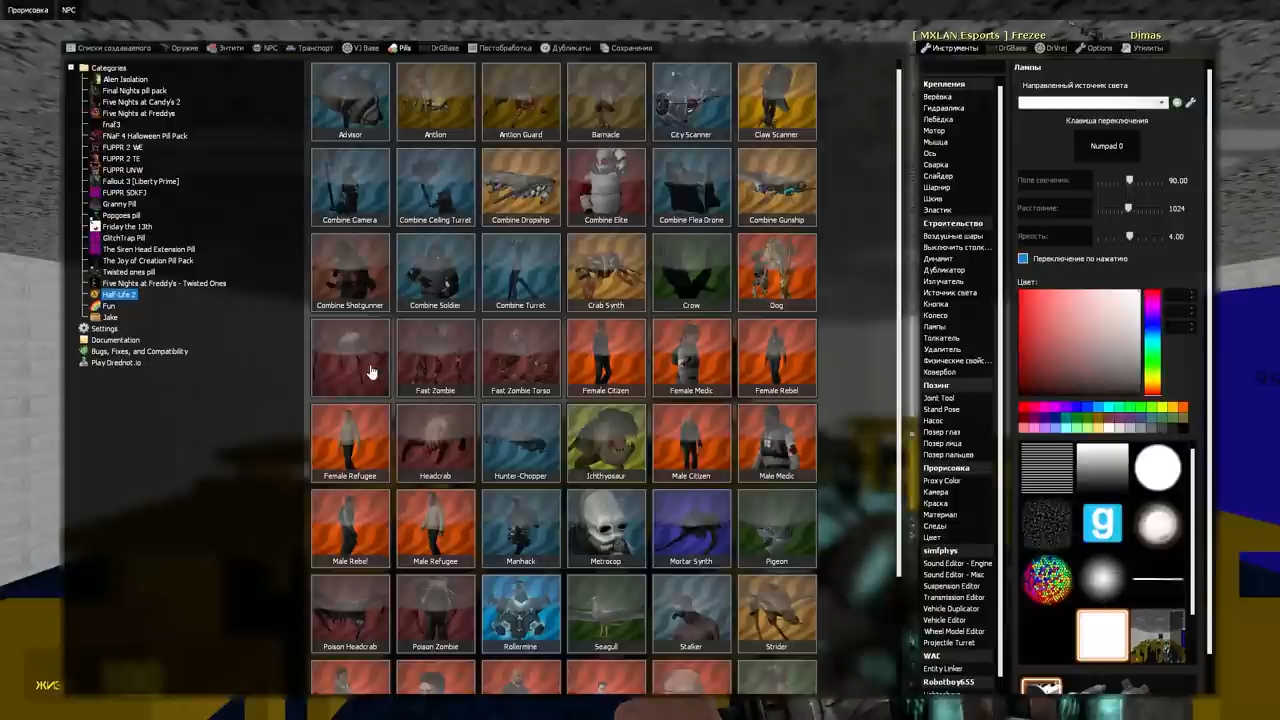 Прорисовка NPC
[ MXLAN Esports ] Frezee Dimas
Списки создаваемого Оружие Энтити NPC Транспорт VJ Base Pils DrGBase Постобработка Дубликаты Сохранения
Инструменты DrGBase DrVrej Options Утилиты
Categories
Alien Isolation
Final Nights pill pack
Five Nights at Candy's 2
Five Nights at Freddys
fnaf3
FNAF 4 Halloween Pill Pack
FUPPR 2 WE
FUPPR 2 TE
FUPPR UNW
Fallout 3 [Liberty Prime]
FUPPR SDKFJ
Granny Pill
Popgoes pill
Friday the 13th
GlitchTrap Pill
The Siren Head Extension Pill
The Joy of Creation Pill Pack
Twisted ones pill
Five Nights at Freddy's - Twisted Ones
Half-Life 2
Fun
Jake
Settings
Documentation
Bugs, Fixes, and Compatibility
Play Drednot.io
Advisor Antlion Antlion Guard Barnacle City Scanner Claw Scanner
Combine Camera Combine Ceiling Turret Combine Dropship Combine Elite Combine Flea Drone Combine Gunship
Combine Shotgunner Combine Soldier Combine Turret Crab Synth Crow Dog
Fast Zombie Fast Zombie Torso Female Citizen Female Medic Female Rebel
Female Refugee Headcrab Hunter-Chopper Ichthyosaur Male Citizen Male Medic
Male Rebel Male Refugee Manhack Metrocop Mortar Synth Pigeon
Poison Headcrab Poison Zombie Rollermine Seagull Stalker Strider
Крепления
Верёвка
Гидравлика
Лебёдка
Мотор
Мышца
Ось
Сварка
Слайдер
Шарнир
Шкив
Эластик
Строительство
Воздушные шары
Выключить столк...
Динамит
Дубликатор
Излучатель
Источник света
Кнопка
Колесо
Лампы
Толкатель
Удалитель
Физические свойс...
Ховербол
Позинг
Joint Tool
Stand Pose
Насос
Позер глаз
Позер лица
Позер пальцев
Прорисовка
Proxy Color
Камера
Краска
Материал
Следы
Цвет
simfphys
Sound Editor - Engine
Sound Editor - Misc
Suspension Editor
Transmission Editor
Vehicle Duplicator
Vehicle Editor
Wheel Model Editor
Projectile Turret
WAC
Entity Linker
Robotboy655
Лампы
Направленный источник света
Клавиша переключения
Numpad 0
Поле свечения: 90.00
Расстояние: 1024
Яркость: 4.00
Переключение по нажатию
Цвет:
g